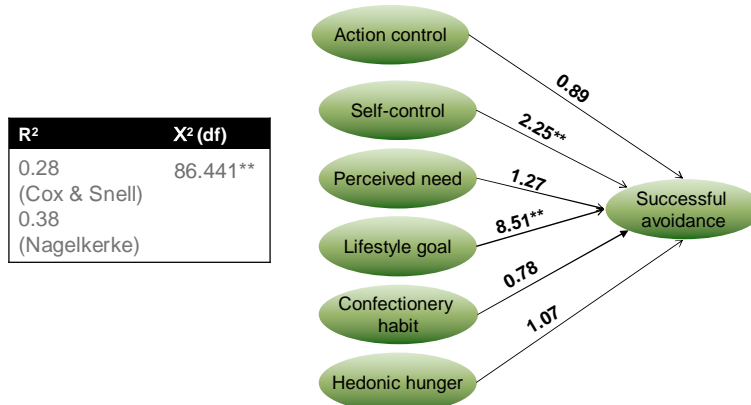 Action control
0.89
Self-control
2.25**
R² X² (df)
0.28 86.441**
(Cox & Snell)
0.38
(Nagelkerke)
Perceived need
1.27
Successful
avoidance
Lifestyle goal
8.51**
0.78
Confectionery
habit
1.07
Hedonic hunger